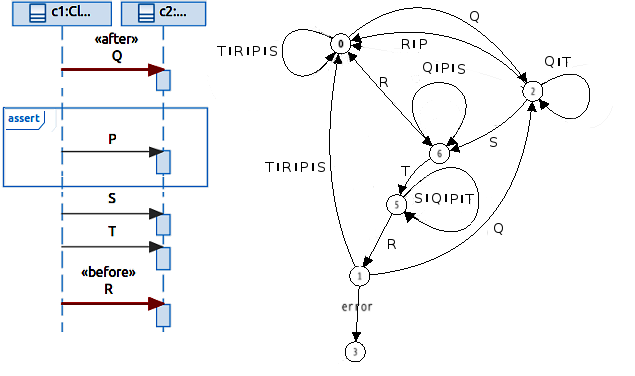 c1:Cl...
c2:...
«after»
Q
assert
P
S
T
«before»
R
Q
TIRIPIS
0
RIP
QIPIS
QIT
2
R
S
6
T
TIRIPIS
SIQIPIT
5
R
Q
1
error
3